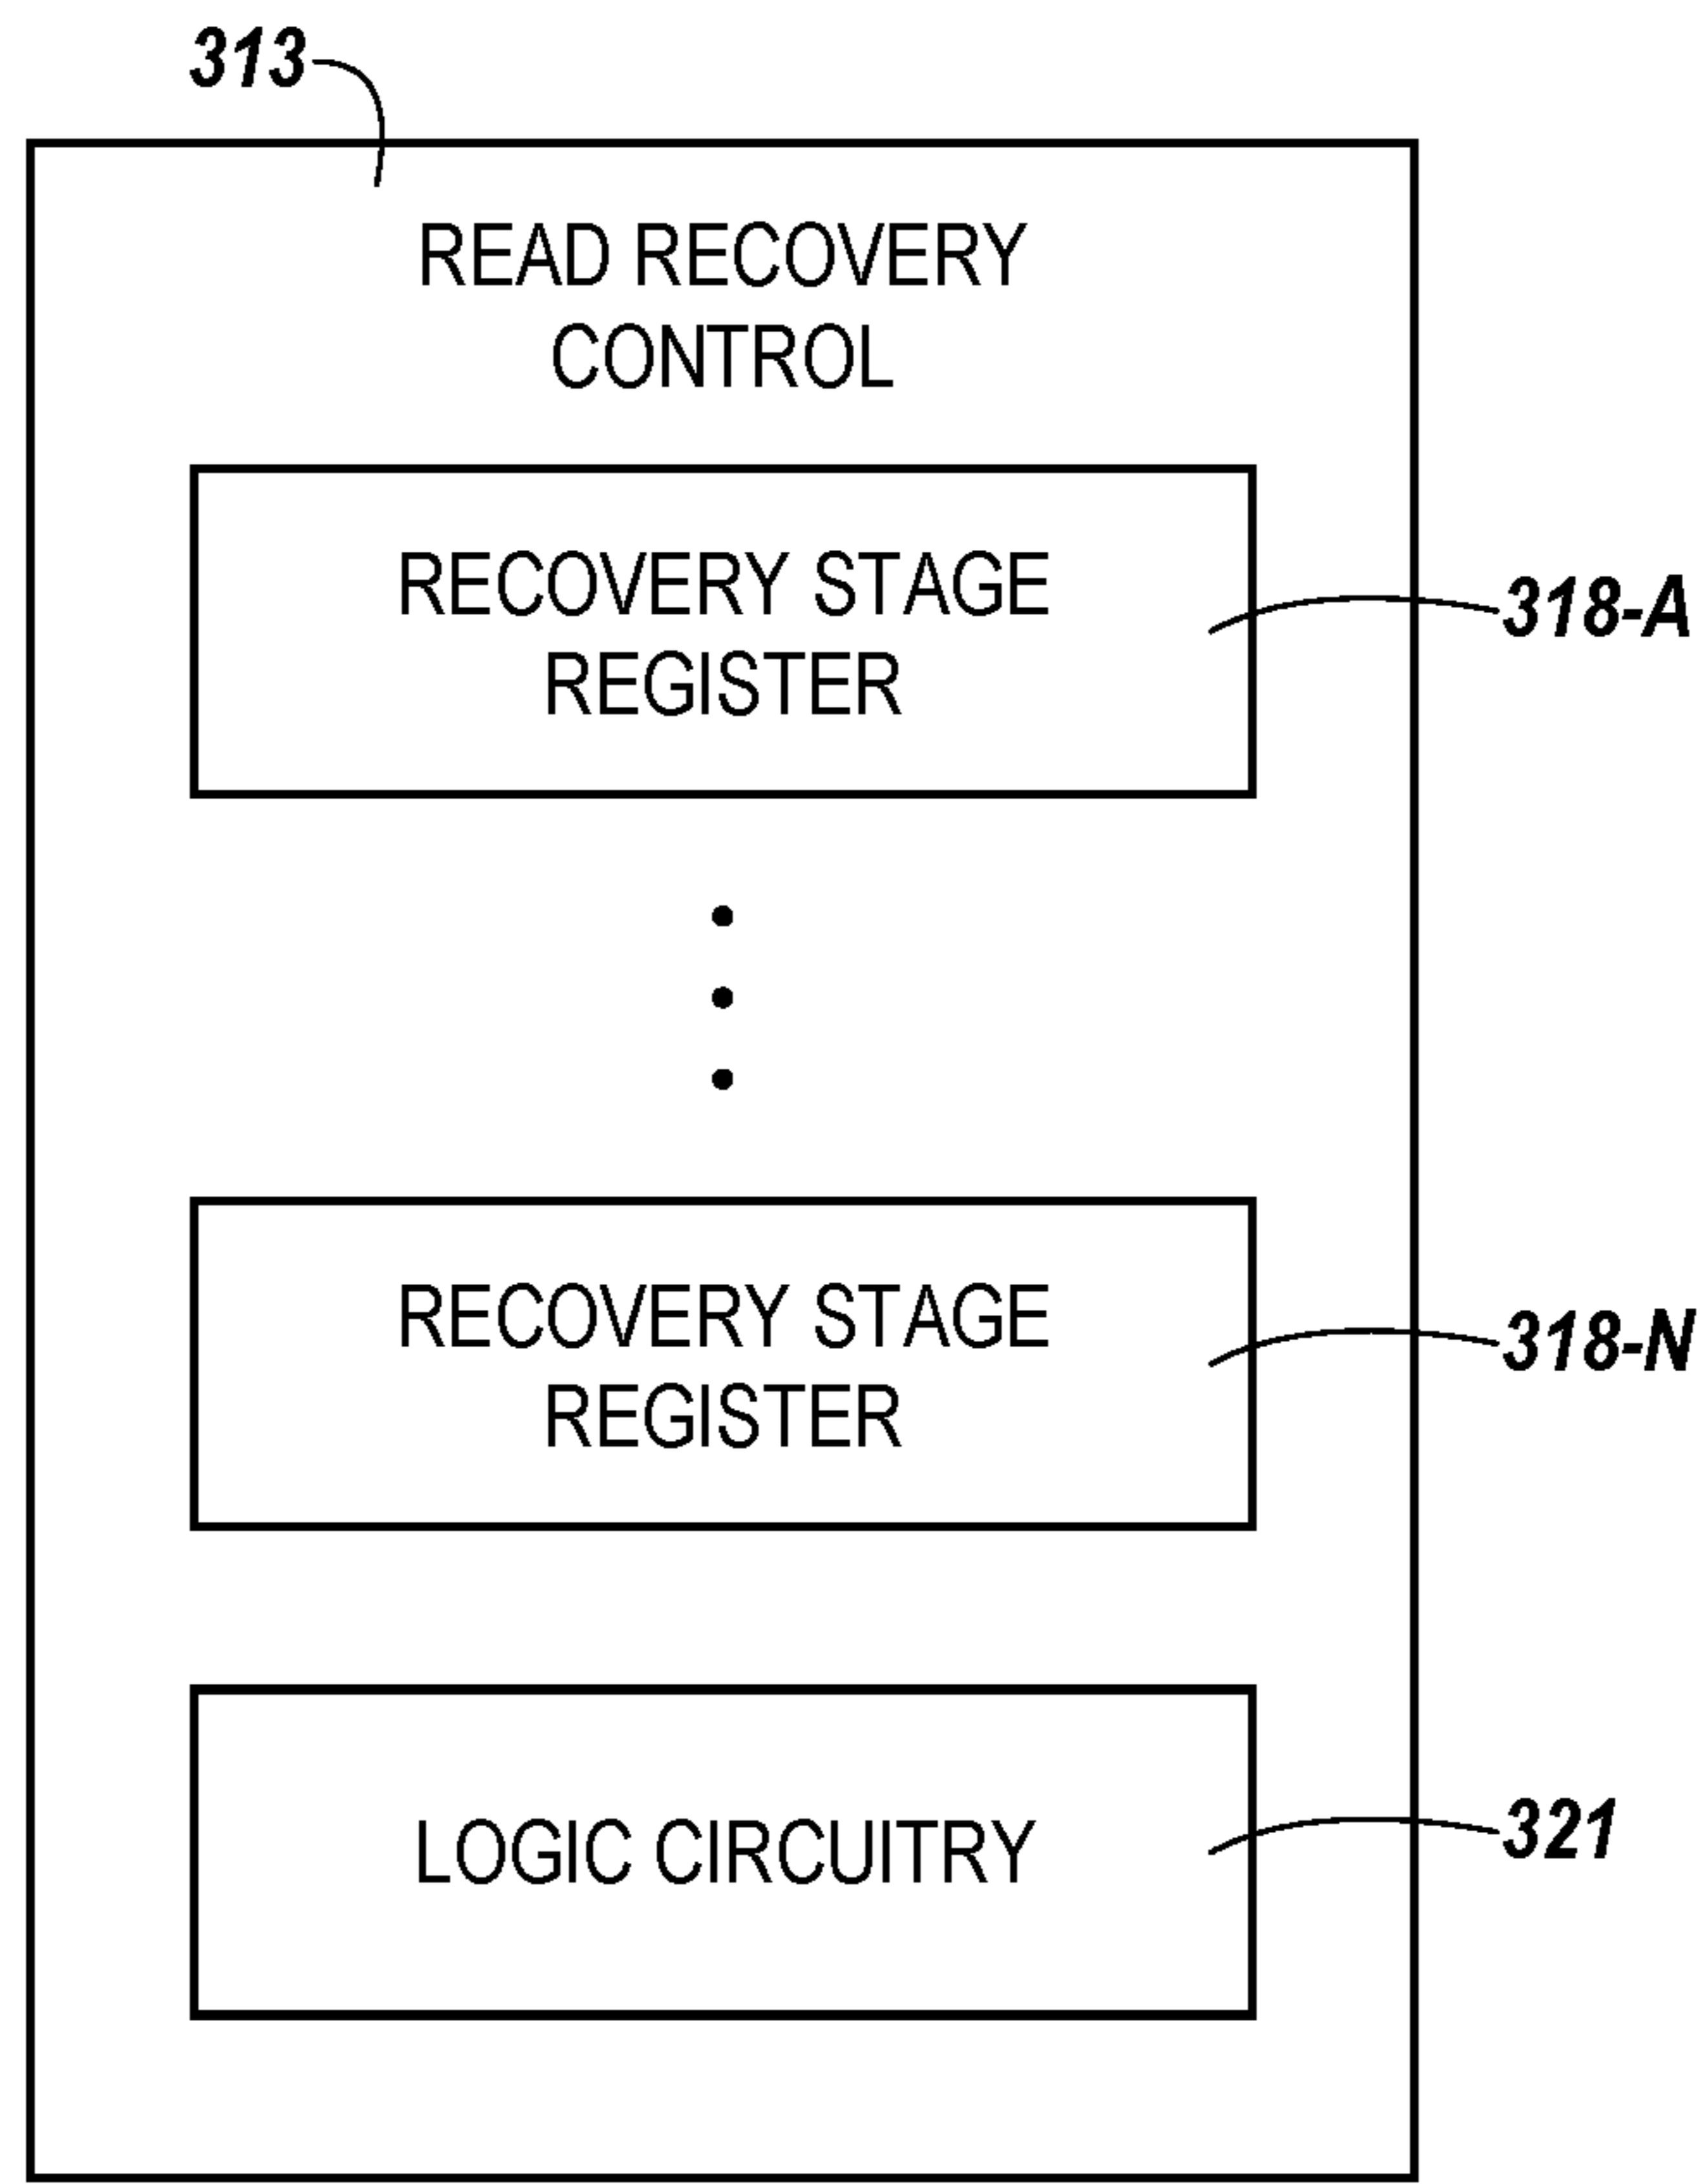 313
READ RECOVERY
CONTROL
RECOVERY STAGE
REGISTER
318-A
RECOVERY STAGE
REGISTER
318-N
LOGIC CIRCUITRY
321